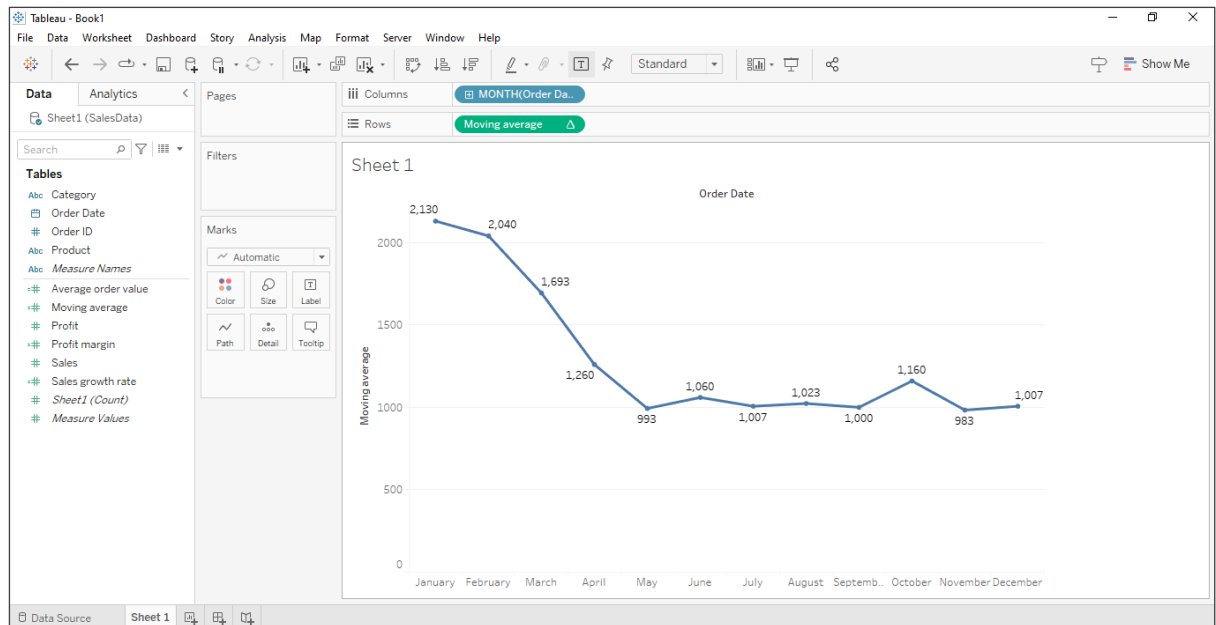 Tableau - Book1
File Data Worksheet Dashboard Story Analysis Map Format Server Window Help
Standard
Show Me
Data Analytics
Sheet1 (SalesData)
Search
Tables
Abc Category
Order Date
# Order ID
Abc Product
Abc Measure Names
=# Average order value
=# Moving average
# Profit
=# Profit margin
# Sales
=# Sales growth rate
# Sheet1 (Count)
# Measure Values
Pages
Filters
Marks
Automatic
Color Size Label
Path Detail Tooltip
Columns MONTH(Order Da..
Rows Moving average Δ
Sheet 1
Order Date
Moving average
2000
1500
1000
500
0
2,130
2,040
1,693
1,260
993
1,060
1,007
1,023
1,000
1,160
983
1,007
January February March April May June July August Septemb.. October November December
Data Source Sheet 1